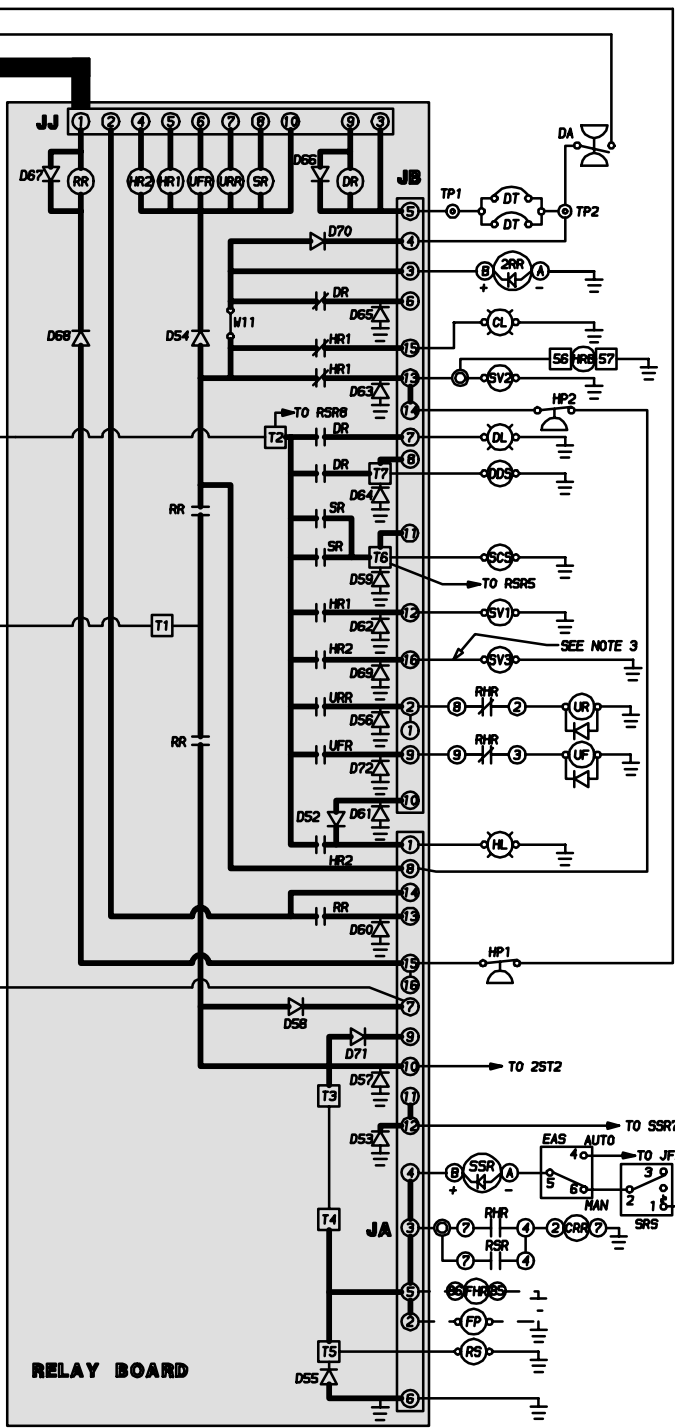 JJ 1 2 4 5 6 7 8 10 9 3
DA
D67 RR HR2 HR1 UFR URR SR D66 DR
JB
TP1 DT
5
DT TP2
D70 4
3 B 2RR A
+ -
DR 6
D65
CL
D68 D54 W11
HR1 15
56 HRB 57
HR1 13 SV2
D63
14 HP2
TO RSR8
T2 DR 7 DL
8
DR T7 DDS
D64
RR SR
11
SR T6 SCS
D59 TO RSR5
HR1 12 SV1
D62
T1
SEE NOTE 3
HR2 16 SV3
D69
URR 2 8 RHR 2 UR
D56 1
RR
UFR 9 9 RHR 3 UF
D72
10
D52 D61
1 HL
HR2 8
14
RR 13
D60
HP1
15
16
7
D58
9
D71
10 TO 2ST2
D57
T3 11
12 TO SSR7
D53
EAS AUTO
4 TO JF
4 B SSR A 5 3
+ - 6 2 4
MAN 1
SRS
T4 RHR
JA 3 7 4 2 CRR 7
RSR
7 4
5 86 FHR 85
2 FP
T5 RS
RELAY BOARD D55
6